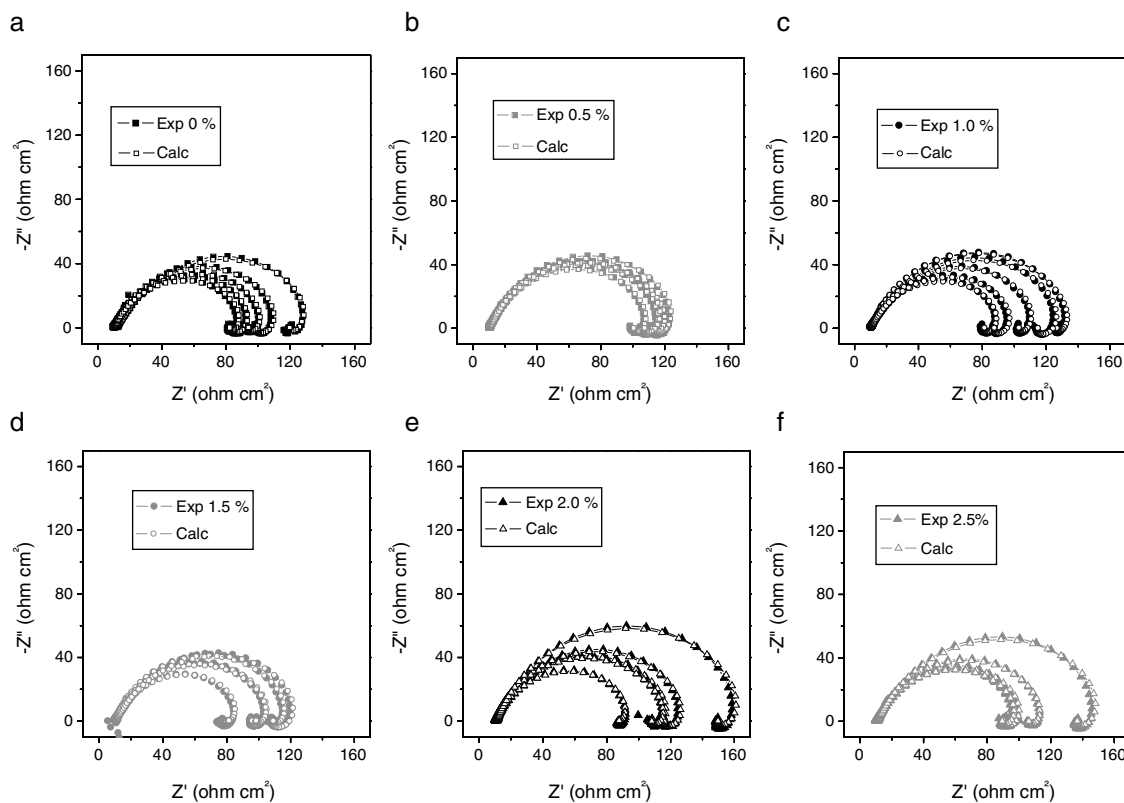 a
160
120
80
40
0
-Z" (ohm cm²)
Exp 0 %
Calc
0 40 80 120 160
Z' (ohm cm²)
b
160
120
80
40
0
-Z" (ohm cm²)
Exp 0.5 %
Calc
0 40 80 120 160
Z' (ohm cm²)
c
160
120
80
40
0
-Z" (ohm cm²)
Exp 1.0 %
Calc
0 40 80 120 160
Z' (ohm cm²)
d
160
120
80
40
0
-Z" (ohm cm²)
Exp 1.5 %
Calc
0 40 80 120 160
Z' (ohm cm²)
e
160
120
80
40
0
-Z" (ohm cm²)
Exp 2.0 %
Calc
0 40 80 120 160
Z' (ohm cm²)
f
160
120
80
40
0
-Z" (ohm cm²)
Exp 2.5%
Calc
0 40 80 120 160
Z' (ohm cm²)